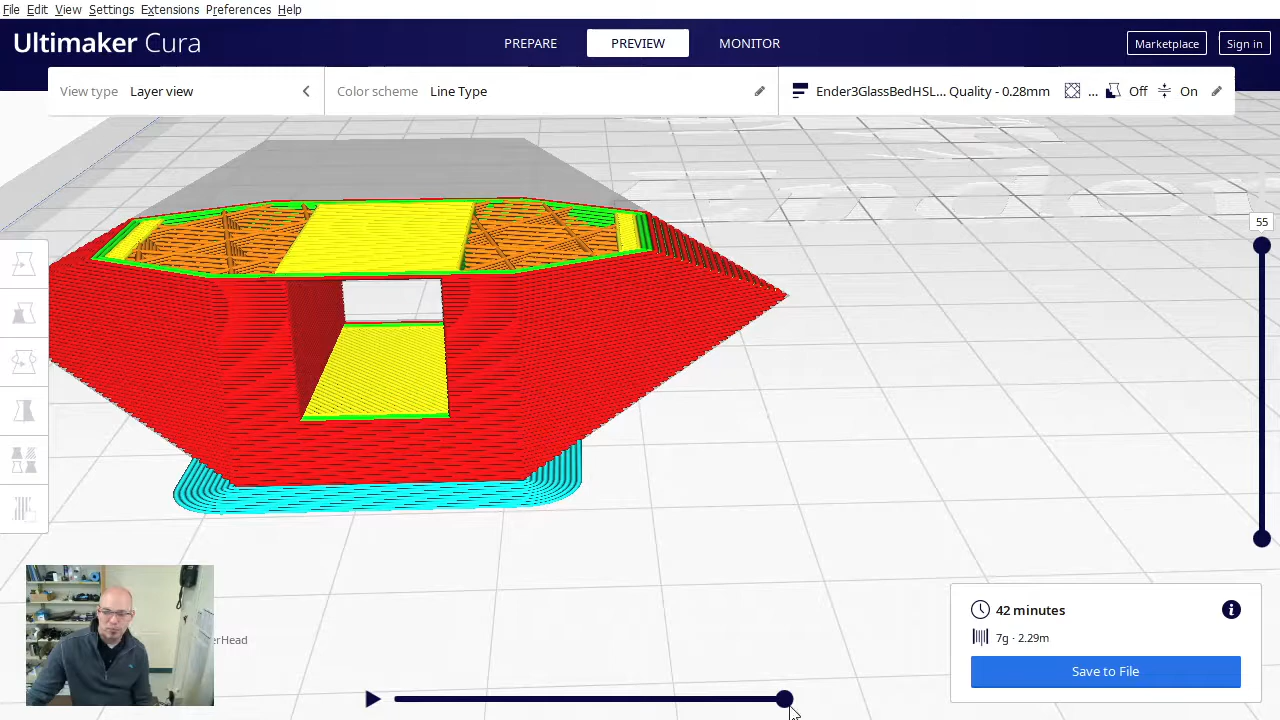 File Edit View Settings Extensions Preferences Help
Ultimaker Cura
PREPARE
PREVIEW
MONITOR
Marketplace
Sign in
View type Layer view
Color scheme Line Type
Ender3GlassBedHSL... Quality - 0.28mm
...
Off
On
55
erHead
42 minutes
7g · 2.29m
Save to File